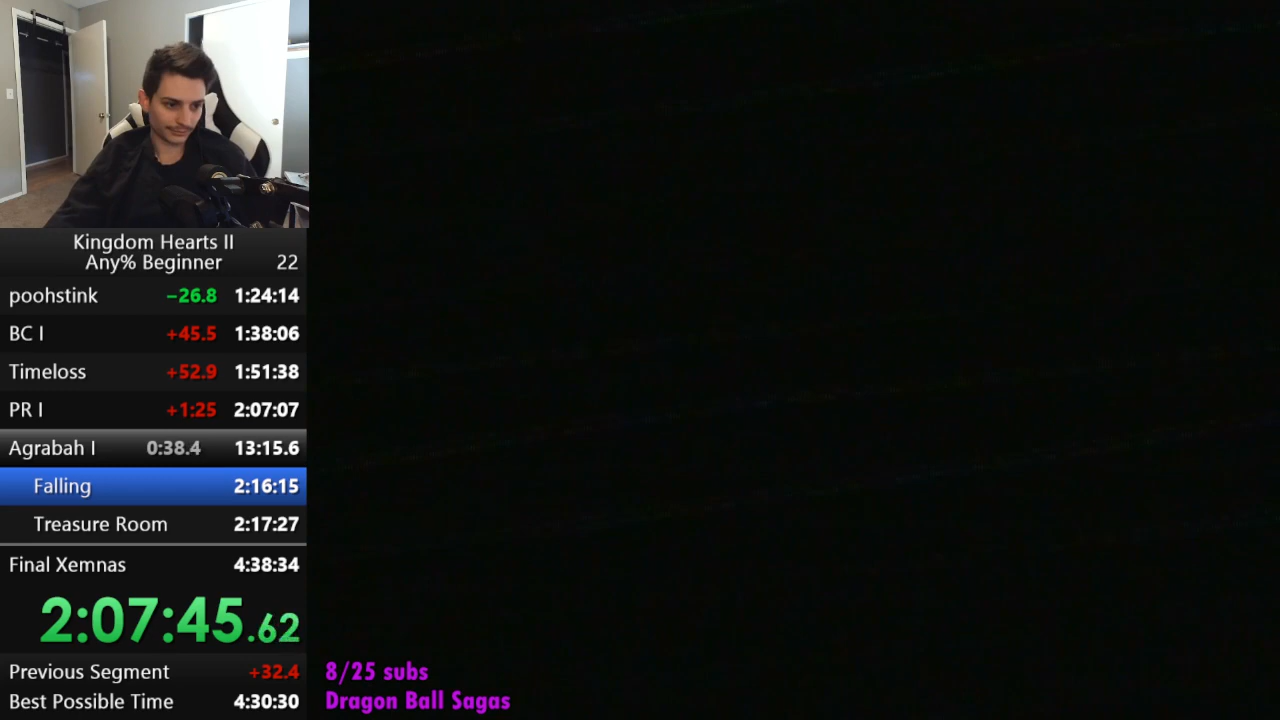 Kingdom Hearts II
Any% Beginner 22
poohstink −26.8 1:24:14
BC I +45.5 1:38:06
Timeloss +52.9 1:51:38
PR I +1:25 2:07:07
Agrabah I 0:38.4 13:15.6
Falling 2:16:15
Treasure Room 2:17:27
Final Xemnas 4:38:34
2:07:45.62
Previous Segment +32.4
Best Possible Time 4:30:30
8/25 subs
Dragon Ball Sagas